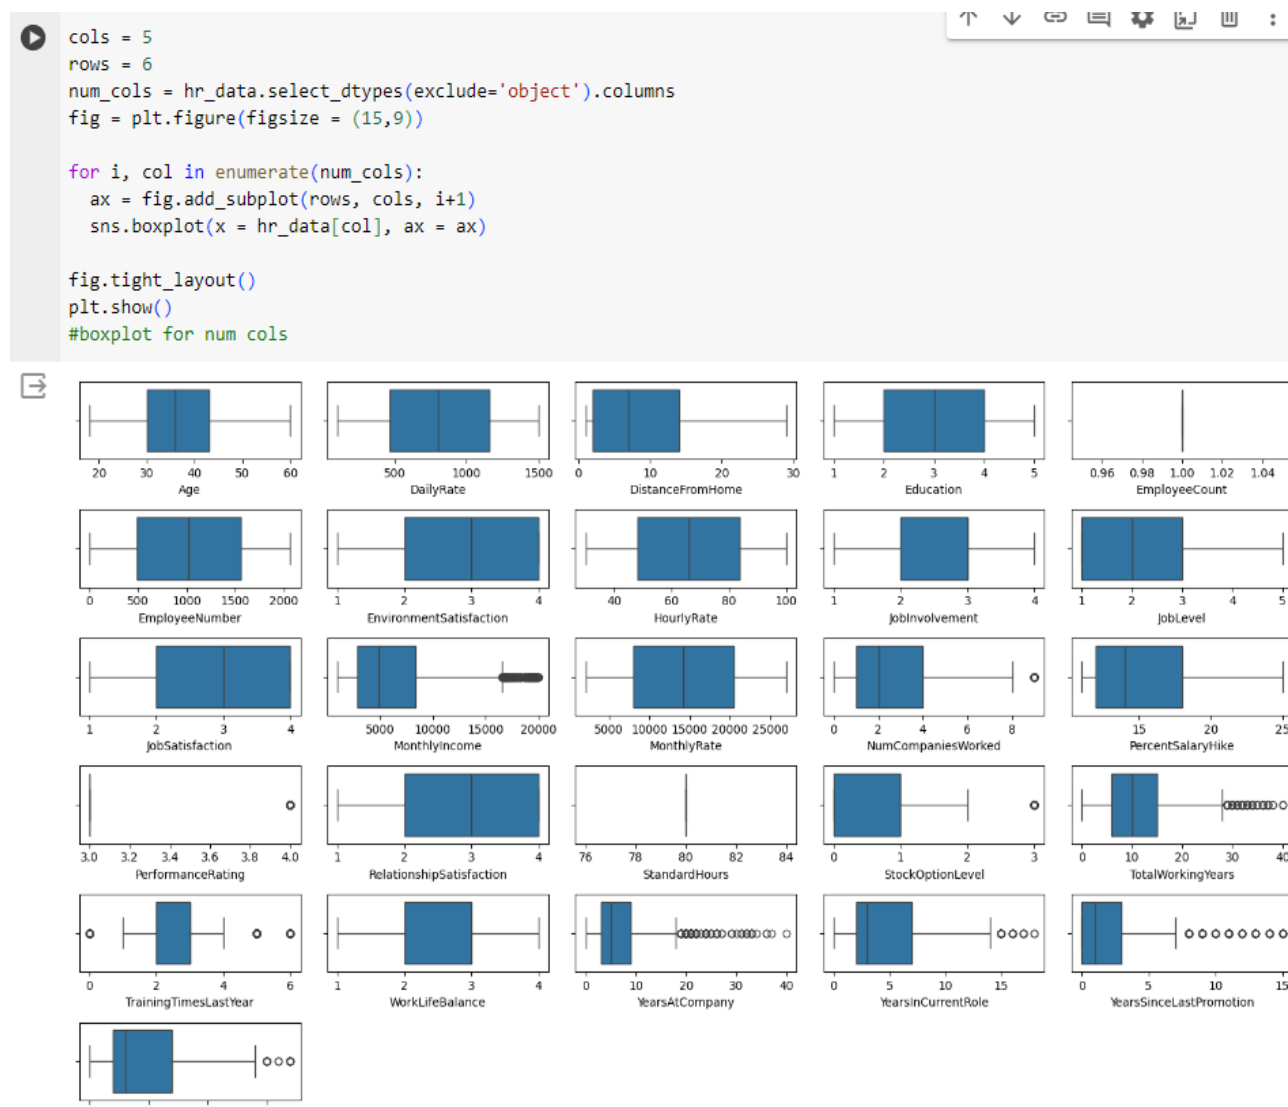 cols = 5
rows = 6
num_cols = hr_data.select_dtypes(exclude='object').columns
fig = plt.figure(figsize = (15,9))
for i, col in enumerate(num_cols):
ax = fig.add_subplot(rows, cols, i+1)
sns.boxplot(x = hr_data[col], ax = ax)
fig.tight_layout()
plt.show()
#boxplot for num cols
20 30 40 50 60
Age
500 1000 1500
DailyRate
0 10 20 30
DistanceFromHome
1 2 3 4 5
Education
0.96 0.98 1.00 1.02 1.04
EmployeeCount
0 500 1000 1500 2000
EmployeeNumber
1 2 3 4
EnvironmentSatisfaction
40 60 80 100
HourlyRate
1 2 3 4
JobInvolvement
1 2 3 4 5
JobLevel
1 2 3 4
JobSatisfaction
5000 10000 15000 20000
MonthlyIncome
5000 10000 15000 20000 25000
MonthlyRate
0 2 4 6 8
NumCompaniesWorked
15 20 25
PercentSalaryHike
3.0 3.2 3.4 3.6 3.8 4.0
PerformanceRating
1 2 3 4
RelationshipSatisfaction
76 78 80 82 84
StandardHours
0 1 2 3
StockOptionLevel
0 10 20 30 40
TotalWorkingYears
0 2 4 6
TrainingTimesLastYear
1 2 3 4
WorkLifeBalance
0 10 20 30 40
YearsAtCompany
0 5 10 15
YearsInCurrentRole
0 5 10 15
YearsSinceLastPromotion